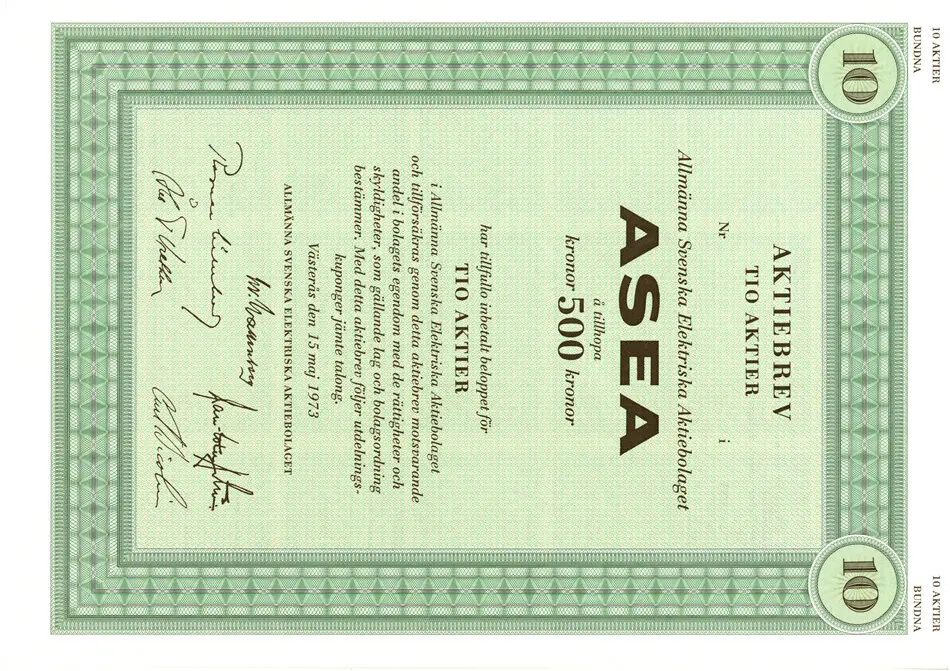 10 AKTIER
BUNDNA
10 AKTIER
BUNDNA
10
10
AKTIEBREV
TIO AKTIER
Nr i
Allmänna Svenska Elektriska Aktiebolaget
ASEA
å tillhopa
kronor 500 kronor
har tillfullo inbetalt beloppet för
TIO AKTIER
i Allmänna Svenska Elektriska Aktiebolaget
och tillförsäkras genom detta aktiebrev motsvarande
andel i bolagets egendom med de rättigheter och
skyldigheter, som gällande lag och bolagsordning
bestämmer. Med detta aktiebrev följer utdelnings-
kuponger jämte talong.
Västerås den 15 maj 1973
ALLMÄNNA SVENSKA ELEKTRISKA AKTIEBOLAGET